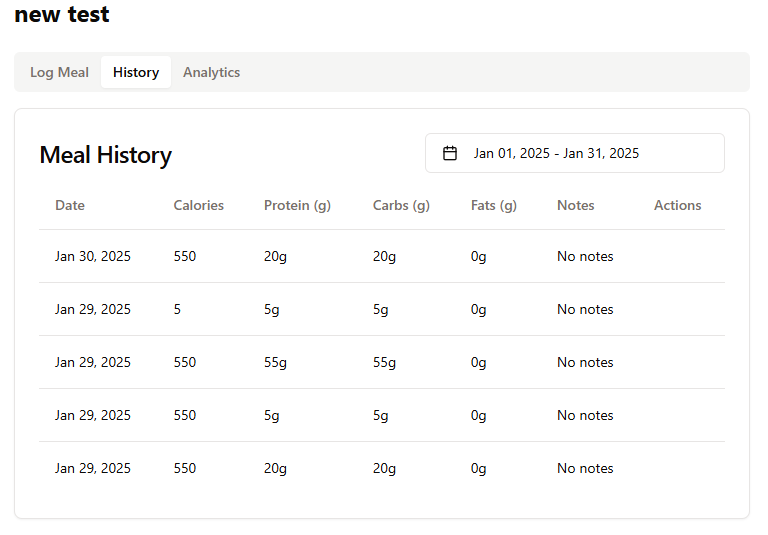 new test
Log Meal History Analytics
Meal History
Jan 01, 2025 - Jan 31, 2025
Date Calories Protein (g) Carbs (g) Fats (g) Notes Actions
Jan 30, 2025 550 20g 20g 0g No notes
Jan 29, 2025 5 5g 5g 0g No notes
Jan 29, 2025 550 55g 55g 0g No notes
Jan 29, 2025 550 5g 5g 0g No notes
Jan 29, 2025 550 20g 20g 0g No notes